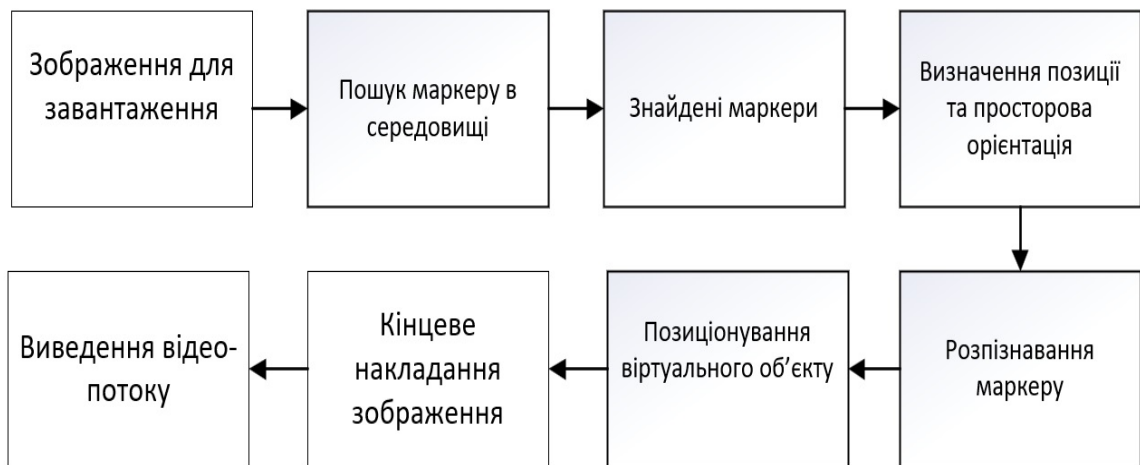 Зображення для
завантаження
Пошук маркеру в
середовищі
Знайдені маркери
Визначення позиції
та просторова
орієнтація
Розпізнавання
маркеру
Позиціонування
віртуального об’єкту
Кінцеве
накладання
зображення
Виведення відео-
потоку